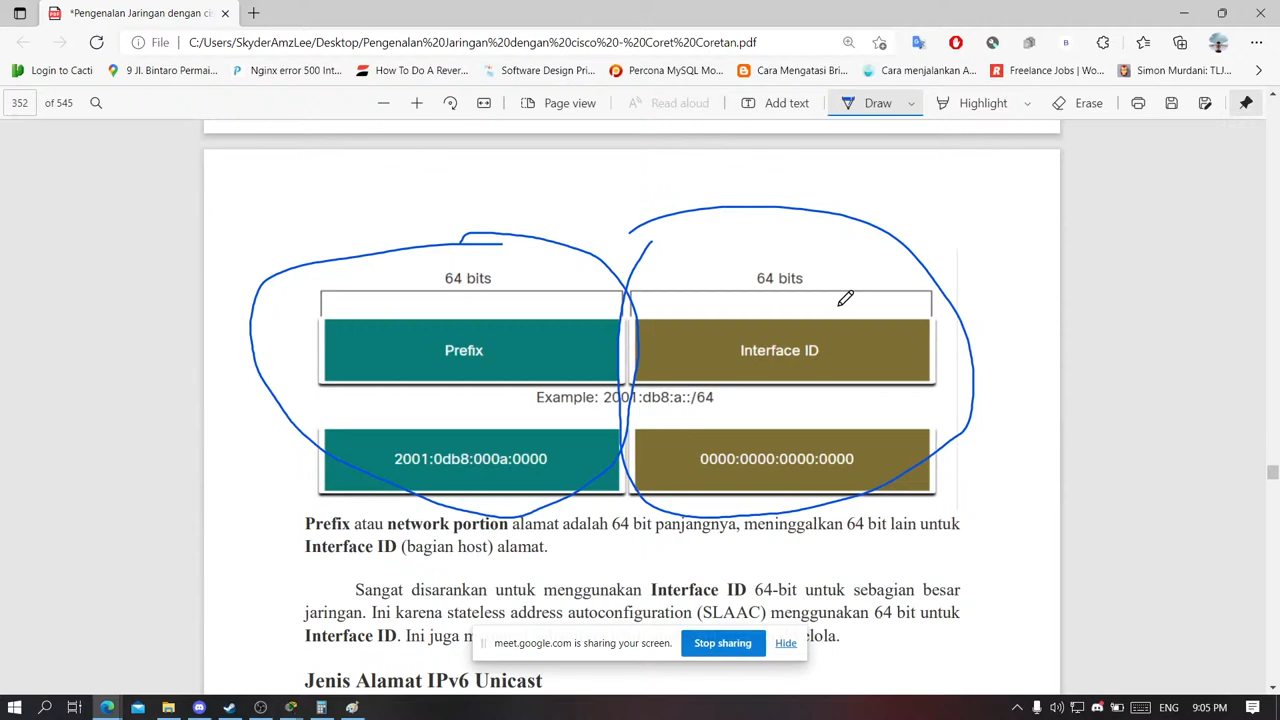 *Pengenalan Jaringan dengan cis
File
C:/Users/SkyderAmzLee/Desktop/Pengenalan%20Jaringan%20dengan%20cisco%20-%20Coret%20Coretan.pdf
Login to Cacti
9 Jl. Bintaro Permai...
Nginx error 500 Int...
How To Do A Rever...
Software Design Pri...
Percona MySQL Mo...
Cara Mengatasi Bri...
Cara menjalankan A...
Freelance Jobs | Wo...
Simon Murdani: TLJ...
352 of 545
Page view
Read aloud
Add text
Draw
Highlight
Erase
64 bits
64 bits
Prefix
Interface ID
Example: 2001:db8:a::/64
2001:0db8:000a:0000
0000:0000:0000:0000
Prefix atau network portion alamat adalah 64 bit panjangnya, meninggalkan 64 bit lain untuk
Interface ID (bagian host) alamat.
Sangat disarankan untuk menggunakan Interface ID 64-bit untuk sebagian besar
jaringan. Ini karena stateless address autoconfiguration (SLAAC) menggunakan 64 bit untuk
Interface ID. Ini juga
meet.google.com is sharing your screen.
Stop sharing
Hide
Jenis Alamat IPv6 Unicast
ENG
9:05 PM